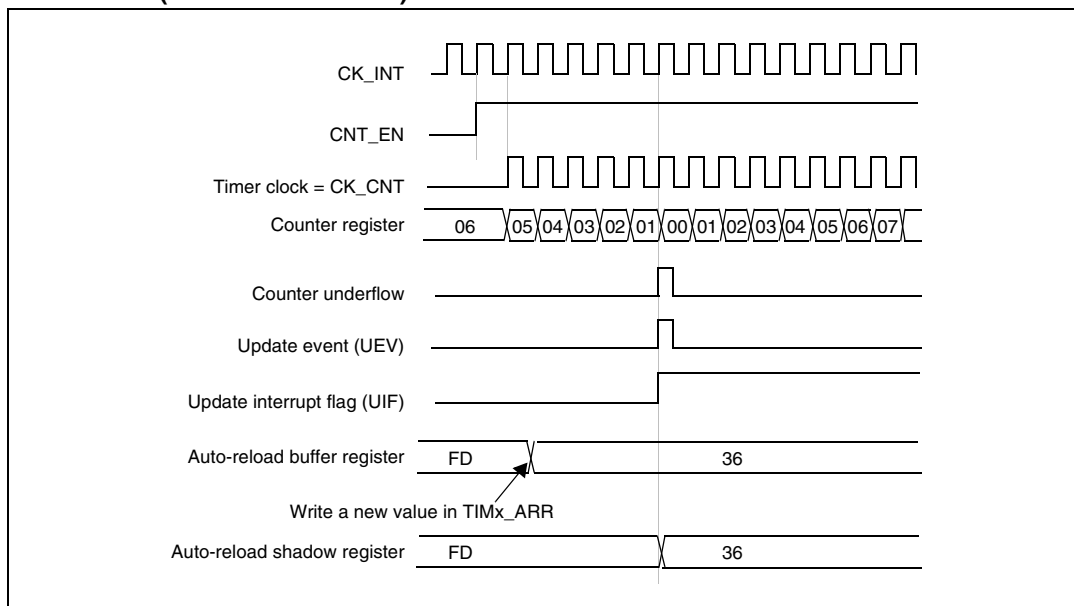 CK_INT
CNT_EN
Timer clock = CK_CNT
Counter register 06 05 04 03 02 01 00 01 02 03 04 05 06 07
Counter underflow
Update event (UEV)
Update interrupt flag (UIF)
Auto-reload buffer register FD 36
Write a new value in TIMx_ARR
Auto-reload shadow register FD 36